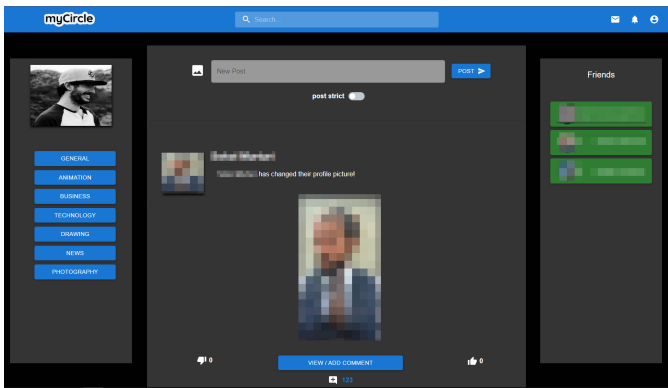 myCircle
Search…
New Post
POST
post strict
Friends
GENERAL
ANIMATION
BUSINESS
TECHNOLOGY
DRAWING
NEWS
PHOTOGRAPHY
has changed their profile picture!
0
VIEW / ADD COMMENT
0
123